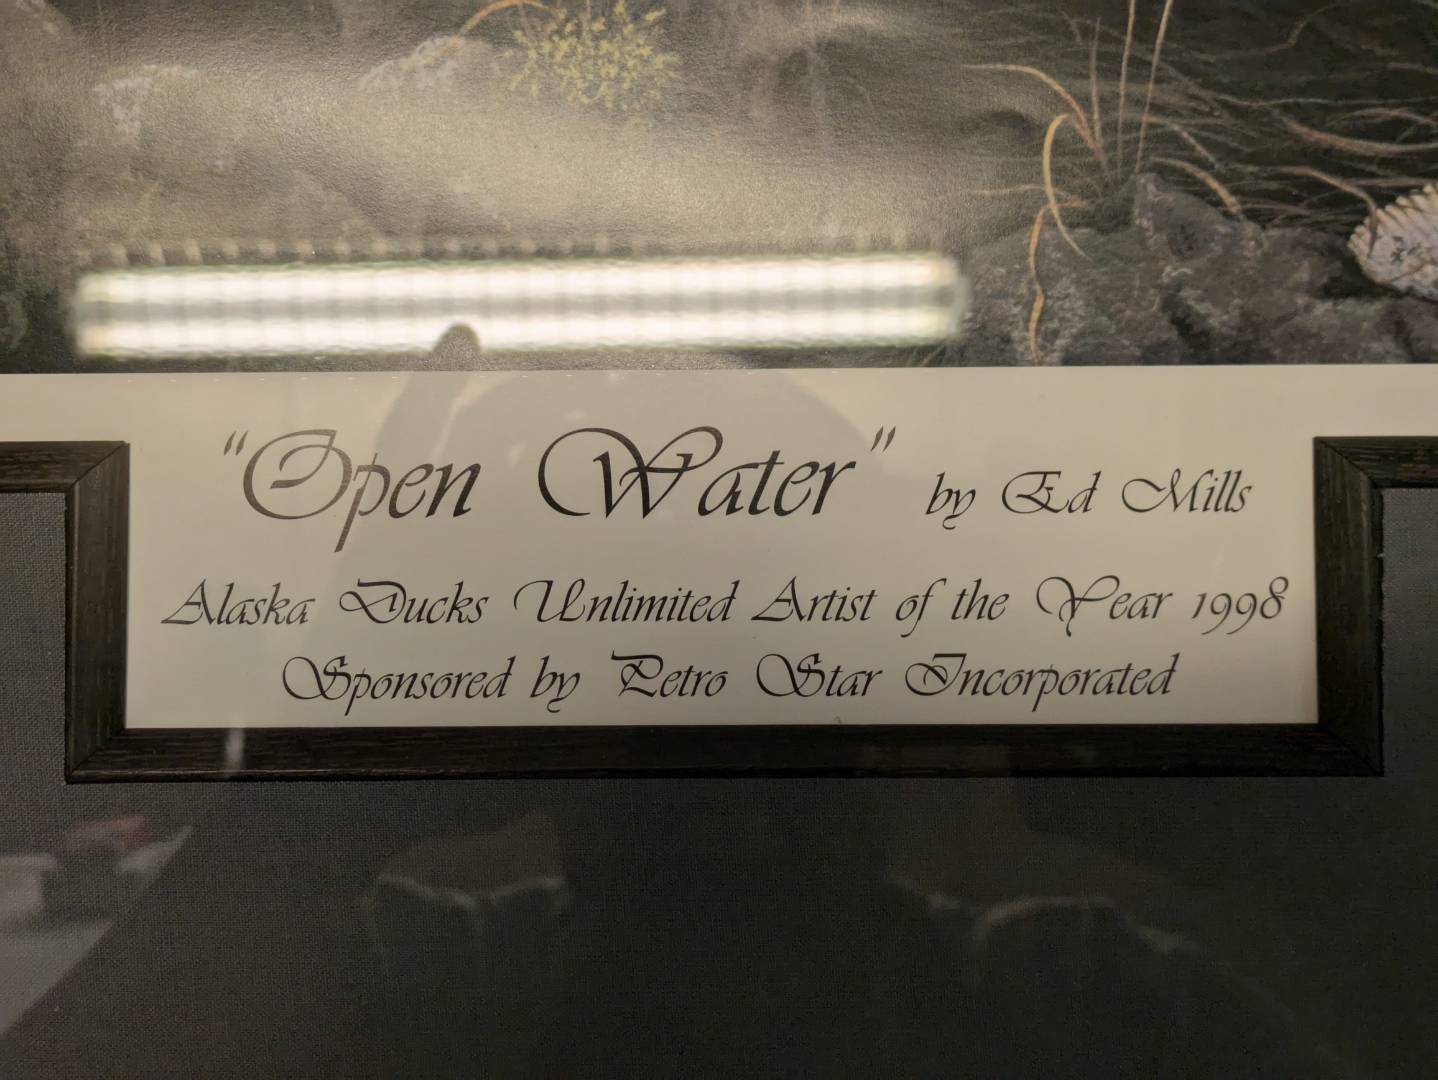 "Open Water" by Ed Mills
Alaska Ducks Unlimited Artist of the Year 1998
Sponsored by Petro Star Incorporated